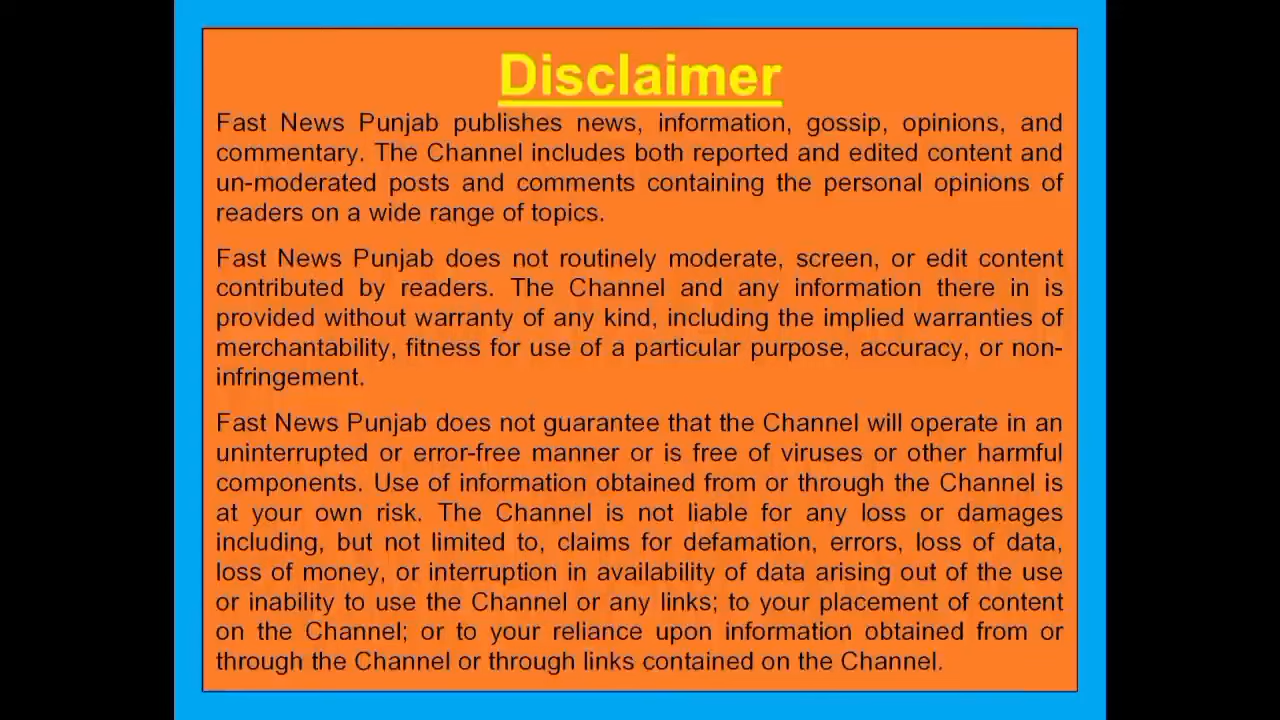 Disclaimer
Fast News Punjab publishes news, information, gossip, opinions, and
commentary. The Channel includes both reported and edited content and
un-moderated posts and comments containing the personal opinions of
readers on a wide range of topics.
Fast News Punjab does not routinely moderate, screen, or edit content
contributed by readers. The Channel and any information there in is
provided without warranty of any kind, including the implied warranties of
merchantability, fitness for use of a particular purpose, accuracy, or non-
infringement.
Fast News Punjab does not guarantee that the Channel will operate in an
uninterrupted or error-free manner or is free of viruses or other harmful
components. Use of information obtained from or through the Channel is
at your own risk. The Channel is not liable for any loss or damages
including, but not limited to, claims for defamation, errors, loss of data,
loss of money, or interruption in availability of data arising out of the use
or inability to use the Channel or any links; to your placement of content
on the Channel; or to your reliance upon information obtained from or
through the Channel or through links contained on the Channel.